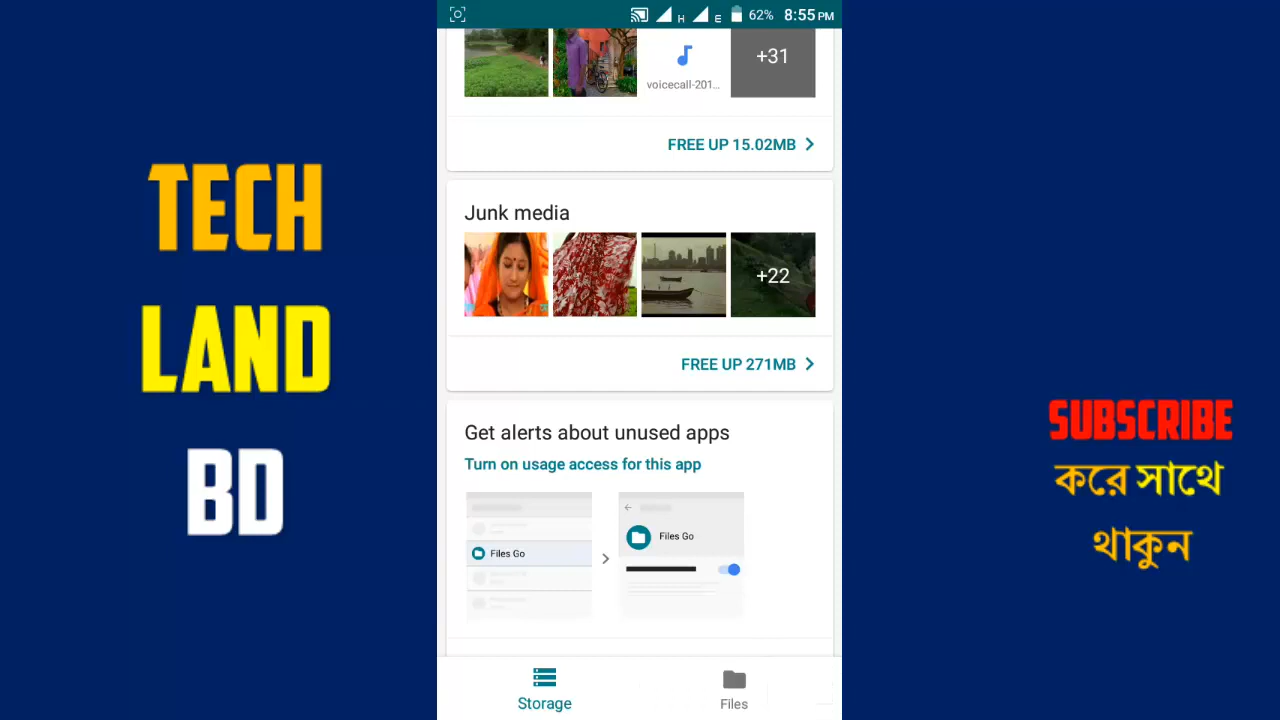 H
E
62%
8:55 PM
voicecall-201...
+31
FREE UP 15.02MB
Junk media
+22
FREE UP 271MB
Get alerts about unused apps
Turn on usage access for this app
Files Go
Files Go
Storage
Files
TECH
LAND
BD
SUBSCRIBE
করে সাথে
থাকুন